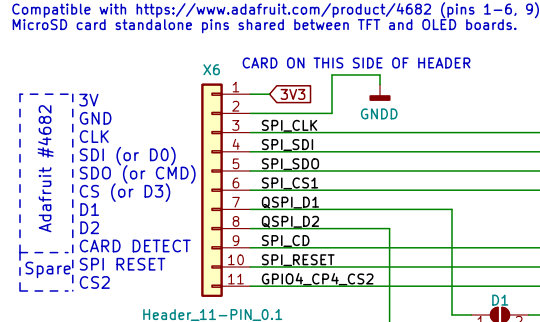 Compatible with https://www.adafruit.com/product/4682 (pins 1-6, 9)
MicroSD card standalone pins shared between TFT and OLED boards.
X6
CARD ON THIS SIDE OF HEADER
Adafruit #4682
Spare
3V
GND
CLK
SDI (or D0)
SDO (or CMD)
CS (or D3)
D1
D2
CARD DETECT
SPI RESET
CS2
1
3V3
2
GNDD
3 SPI_CLK
4 SPI_SDI
5 SPI_SDO
6 SPI_CS1
7 QSPI_D1
8 QSPI_D2
9 SPI_CD
10 SPI_RESET
11 GPIO4_CP4_CS2
Header_11-PIN_0.1
D1
1 2